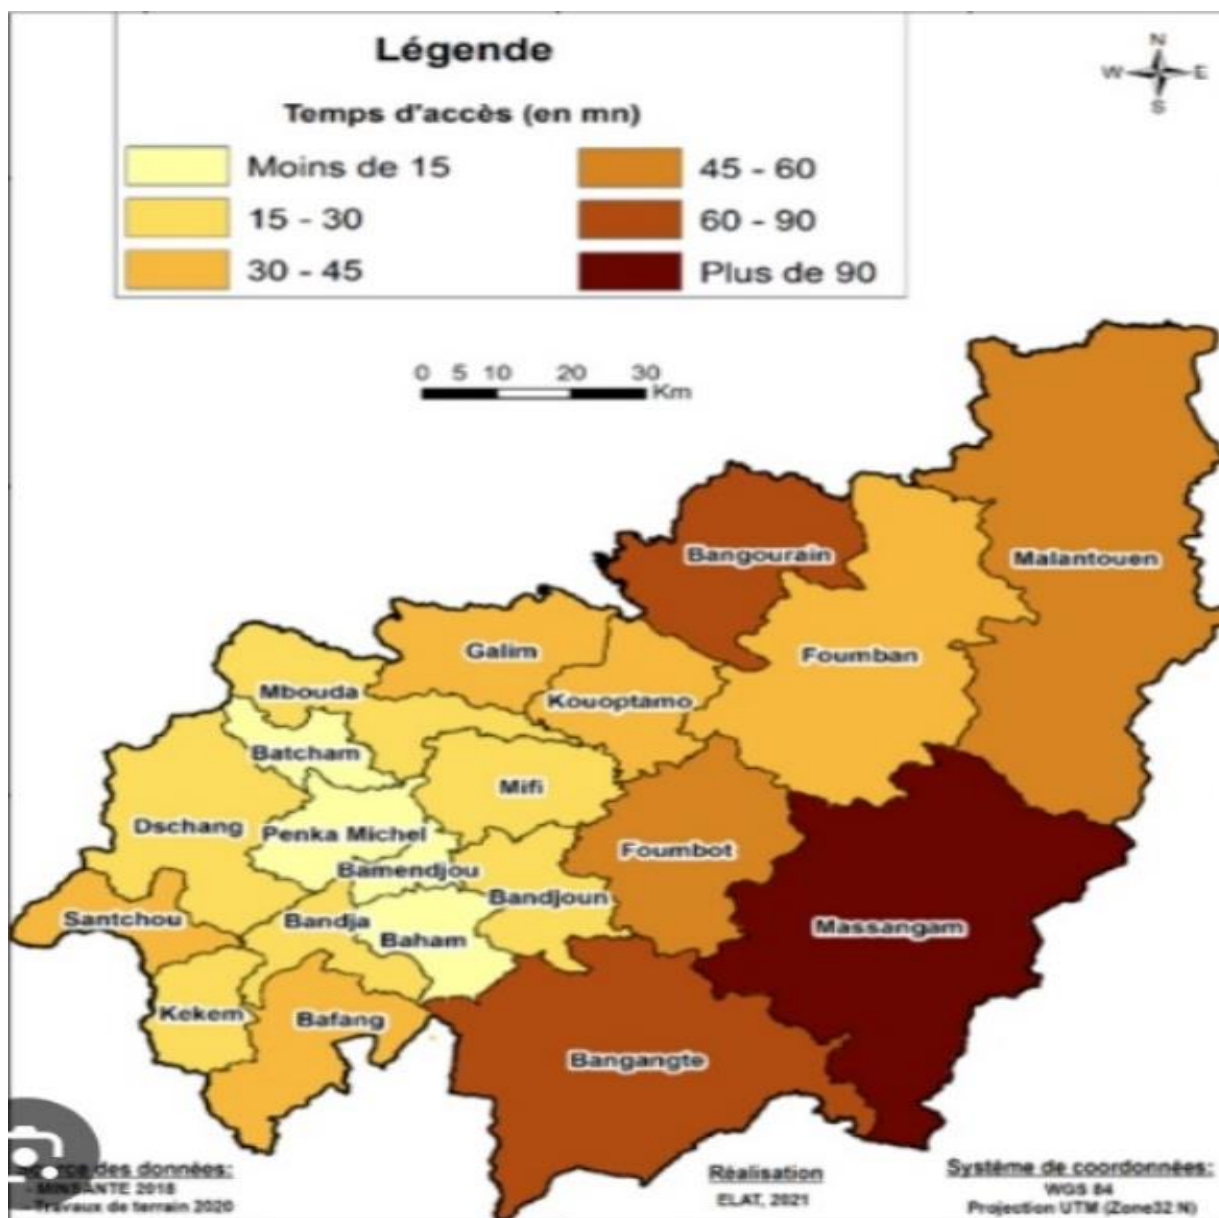 Légende
Temps d'accès (en mn)
Moins de 15
45 - 60
15 - 30
60 - 90
30 - 45
Plus de 90
N
W E
S
0 5 10 20 30
Km
Bangourain
Malantouen
Galim
Foumban
Mbouda
Kouoptamo
Batcham
Mifi
Dschang
Penka Michel
Foumbot
Bamendjou
Bandjoun
Santchou
Bandja
Massangam
Baham
Kekem
Bafang
Bangangte
des données:
- MINSANTE 2018
- Travaux de terrain 2020
Réalisation
ELAT, 2021
Système de coordonnées:
WGS 84
Projection UTM (Zone32 N)